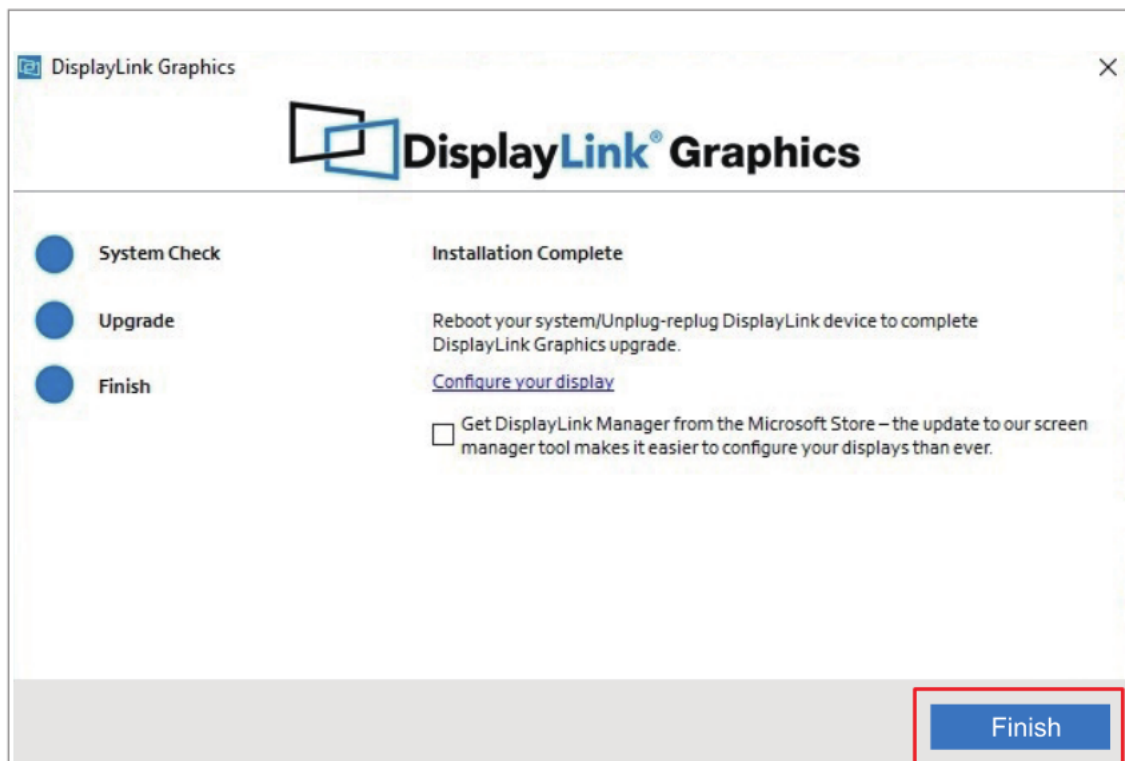 DisplayLink Graphics
DisplayLink® Graphics
System Check
Upgrade
Finish
Installation Complete
Reboot your system/Unplug-replug DisplayLink device to complete
DisplayLink Graphics upgrade.
Configure your display
Get DisplayLink Manager from the Microsoft Store – the update to our screen
manager tool makes it easier to configure your displays than ever.
Finish